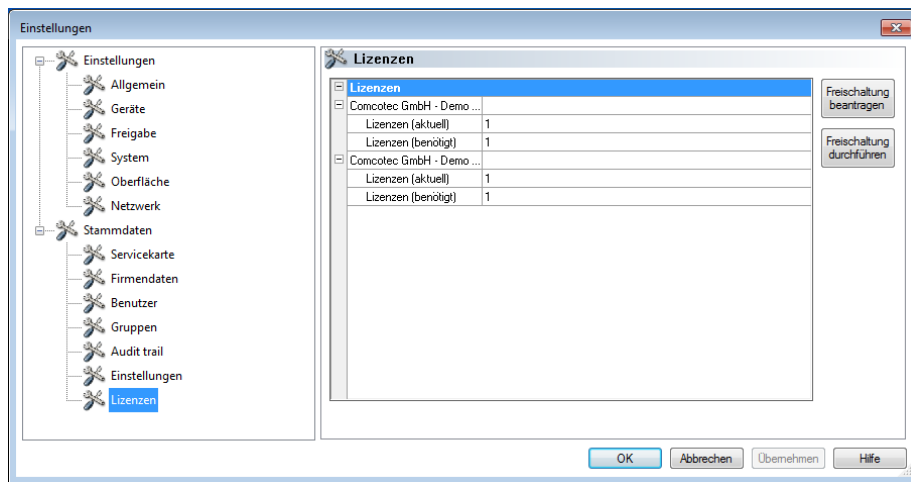 Einstellungen
Einstellungen
Allgemein
Geräte
Freigabe
System
Oberfläche
Netzwerk
Stammdaten
Servicekarte
Firmendaten
Benutzer
Gruppen
Audit trail
Einstellungen
Lizenzen
Lizenzen
Lizenzen
Comcotec GmbH - Demo ...
Lizenzen (aktuell) 1
Lizenzen (benötigt) 1
Comcotec GmbH - Demo ...
Lizenzen (aktuell) 1
Lizenzen (benötigt) 1
Freischaltung
beantragen
Freischaltung
durchführen
OK Abbrechen Übernehmen Hilfe